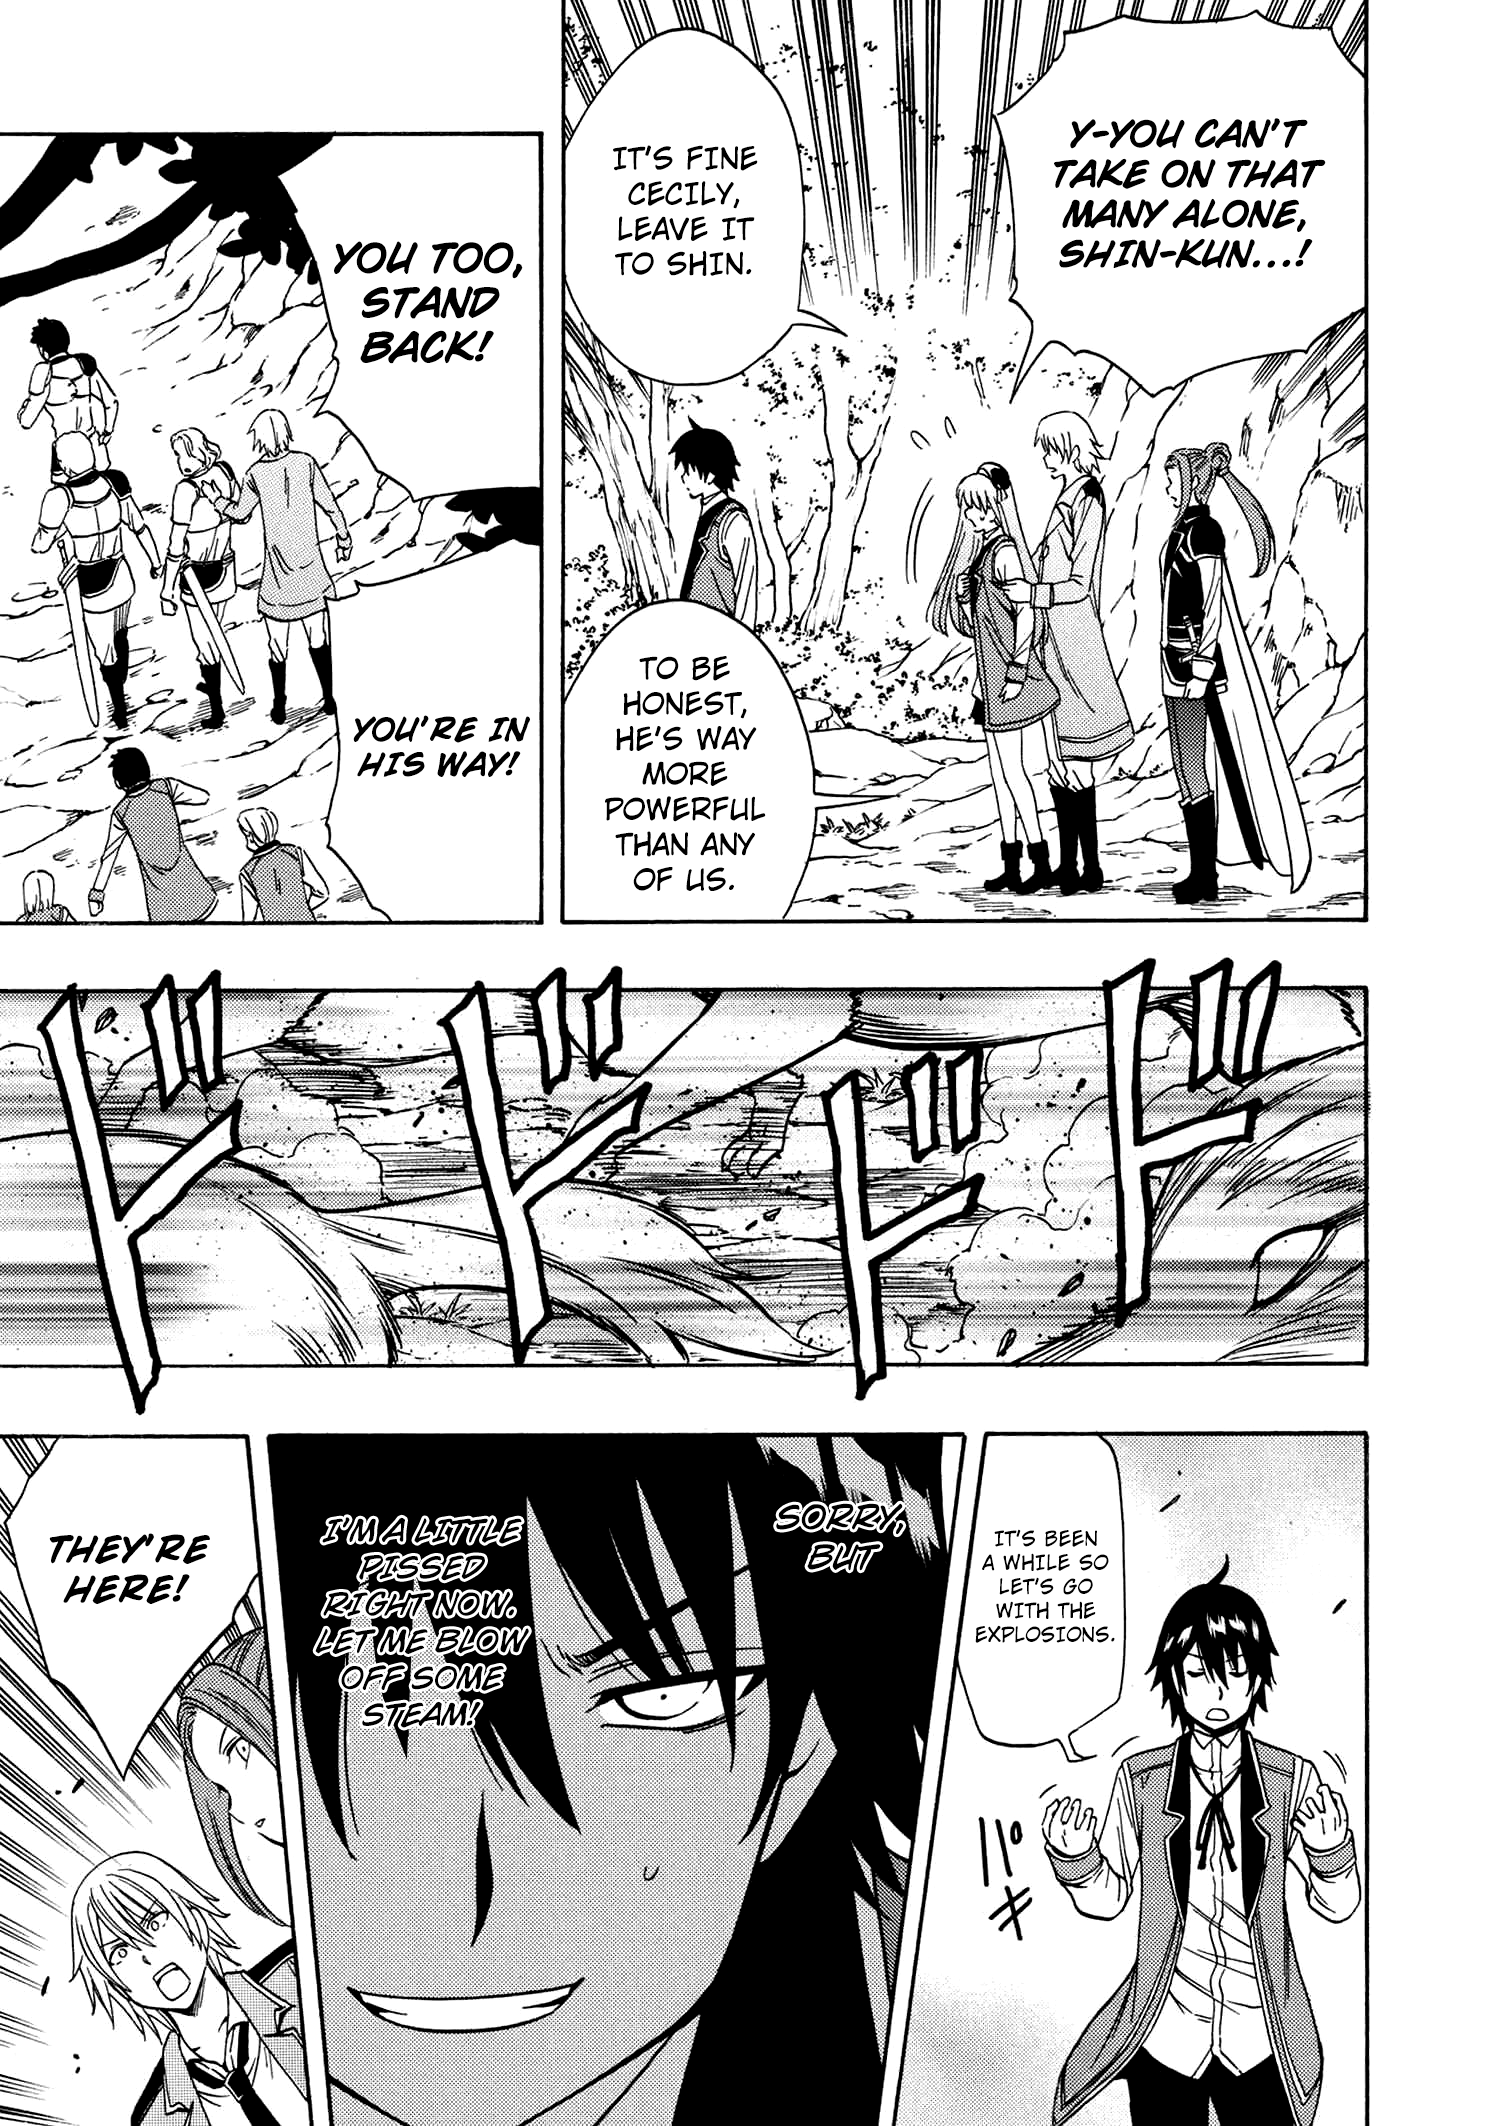 Y-YOU CAN'T
TAKE ON THAT
MANY ALONE,
SHIN-KUN...!
IT'S FINE
CECILY,
LEAVE IT
TO SHIN.
TO BE
HONEST,
HE'S WAY
MORE
POWERFUL
THAN ANY
OF US.
YOU TOO,
STAND
BACK!
YOU'RE IN
HIS WAY!
ド
ド
ド
ド
IT'S BEEN
A WHILE SO
LET'S GO
WITH THE
EXPLOSIONS.
パキ
SORRY,
BUT
I'M A LITTLE
PISSED
RIGHT NOW.
LET ME BLOW
OFF SOME
STEAM!
THEY'RE
HERE!